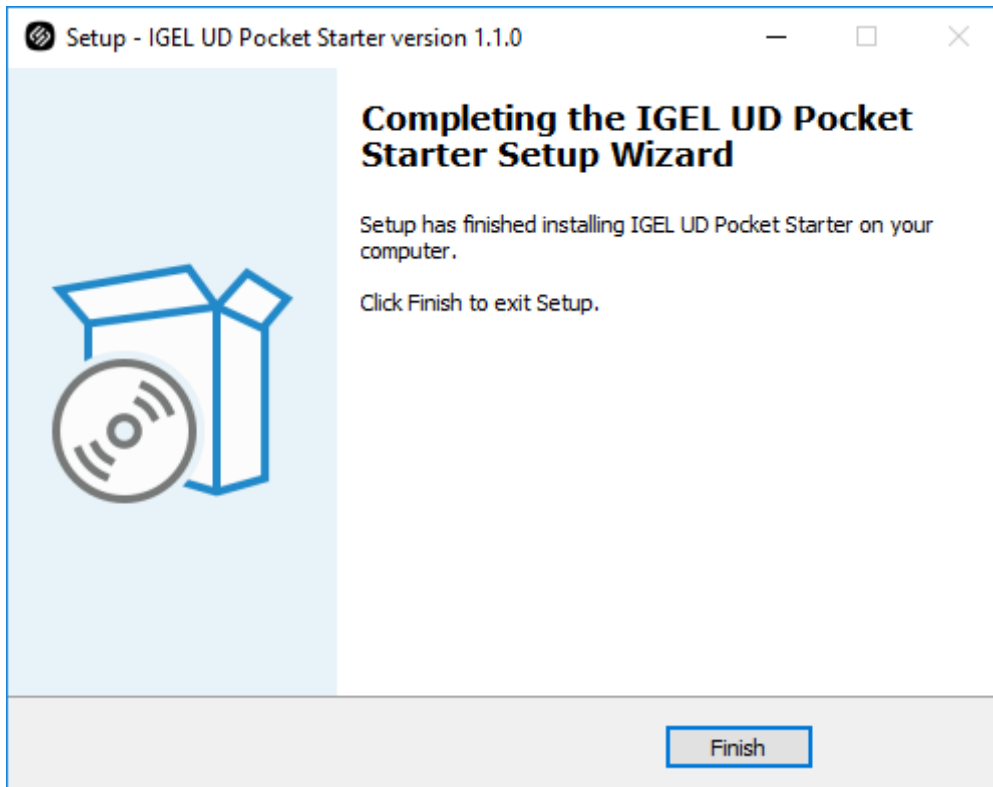 Setup - IGEL UD Pocket Starter version 1.1.0
Completing the IGEL UD Pocket
Starter Setup Wizard
Setup has finished installing IGEL UD Pocket Starter on your
computer.
Click Finish to exit Setup.
Finish